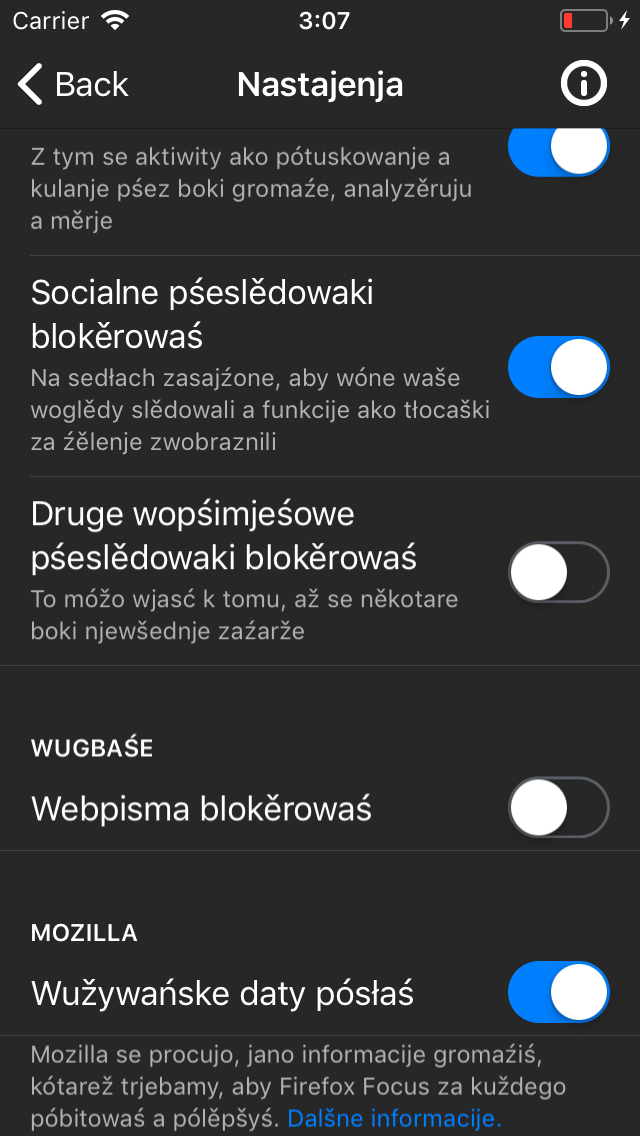 Carrier 3:07
Back Nastajenja
Z tym se aktiwity ako pótuskowanje a
kulanje pśez boki gromaźe, analyzěruju
a měrje
Socialne pśeslědowaki
blokěrowaś
Na sedłach zasajźone, aby wóne waše
woglědy slědowali a funkcije ako tłocaški
za źělenje zwobraznili
Druge wopśimjeśowe
pśeslědowaki blokěrowaś
To móžo wjasć k tomu, až se někotare
boki njewšednje zaźarže
WUGBAŚE
Webpisma blokěrowaś
MOZILLA
Wužywańske daty pósłaś
Mozilla se procujo, jano informacije gromaźiś,
kótarež trjebamy, aby Firefox Focus za kuždego
póbitowaś a pólěpšyś. Dalšne informacije.